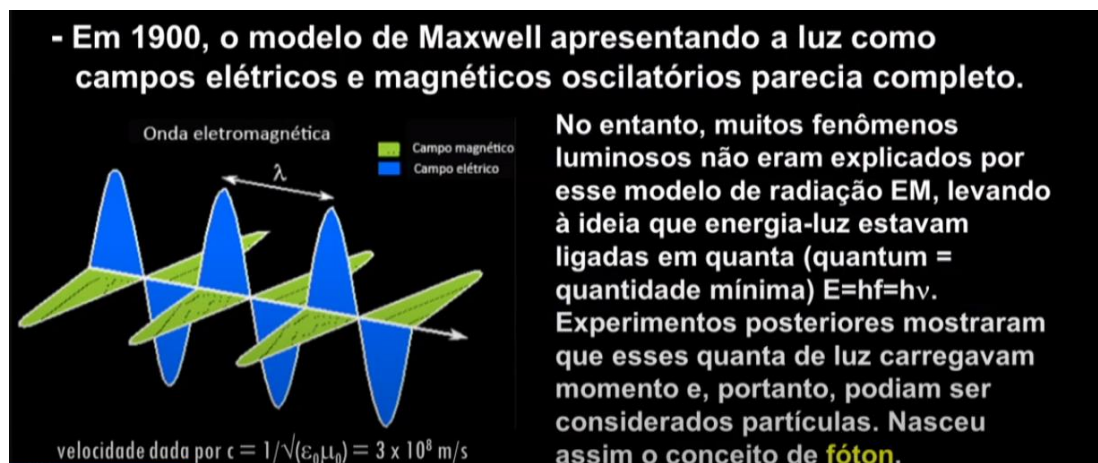 - Em 1900, o modelo de Maxwell apresentando a luz como
campos elétricos e magnéticos oscilatórios parecia completo.
Onda eletromagnética
Campo magnético
Campo elétrico
λ
velocidade dada por c = 1/√(ε₀μ₀) = 3 x 10⁸ m/s
No entanto, muitos fenômenos
luminosos não eram explicados por
esse modelo de radiação EM, levando
à ideia que energia-luz estavam
ligadas em quanta (quantum =
quantidade mínima) E=hf=hν.
Experimentos posteriores mostraram
que esses quanta de luz carregavam
momento e, portanto, podiam ser
considerados partículas. Nasceu
assim o conceito de fóton.